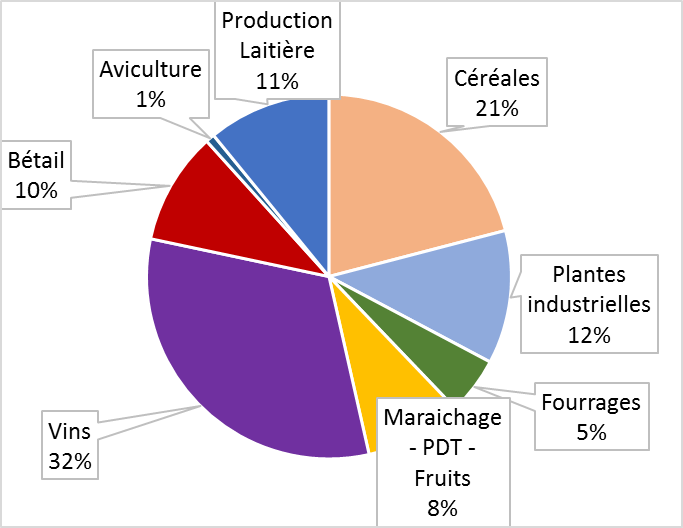 Production
Laitière
11%
Aviculture
1%
Céréales
21%
Bétail
10%
Plantes
industrielles
12%
Fourrages
5%
Maraichage
- PDT -
Fruits
8%
Vins
32%